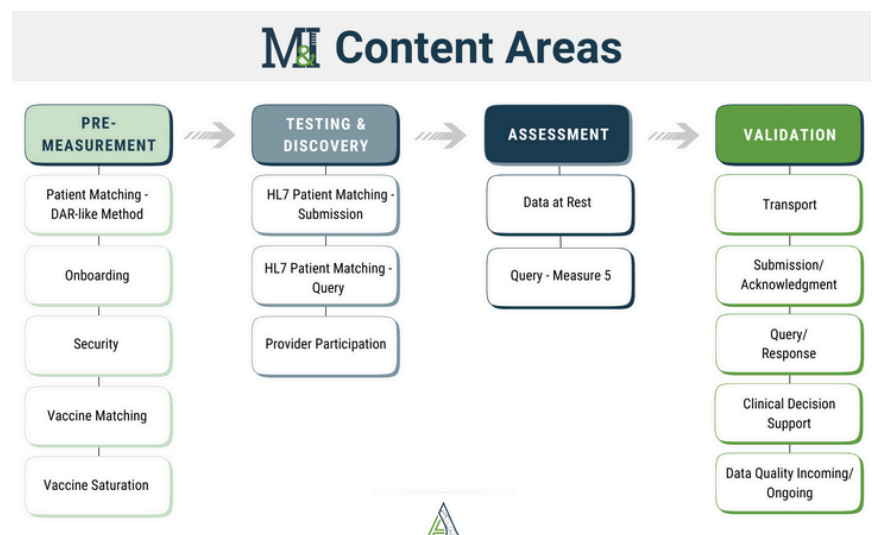 M&I Content Areas
PRE-
MEASUREMENT
Patient Matching -
DAR-like Method
Onboarding
Security
Vaccine Matching
Vaccine Saturation
TESTING &
DISCOVERY
HL7 Patient Matching -
Submission
HL7 Patient Matching -
Query
Provider Participation
ASSESSMENT
Data at Rest
Query - Measure 5
VALIDATION
Transport
Submission/
Acknowledgment
Query/
Response
Clinical Decision
Support
Data Quality Incoming/
Ongoing